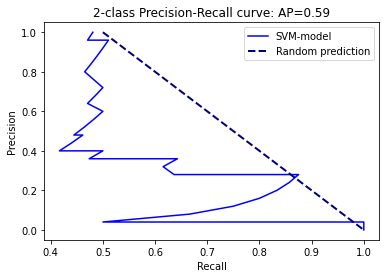 2-class Precision-Recall curve: AP=0.59
SVM-model
Random prediction
Precision
1.0
0.8
0.6
0.4
0.2
0.0
0.4
0.5
0.6
0.7
0.8
0.9
1.0
Recall